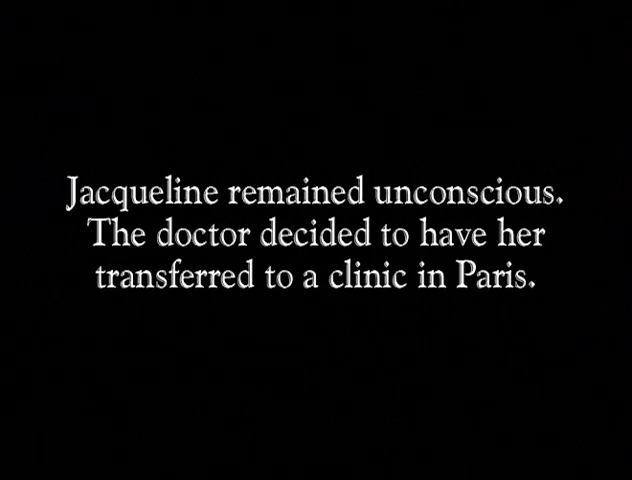 Jacqueline remained unconscious.
The doctor decided to have her
transferred to a clinic in Paris.